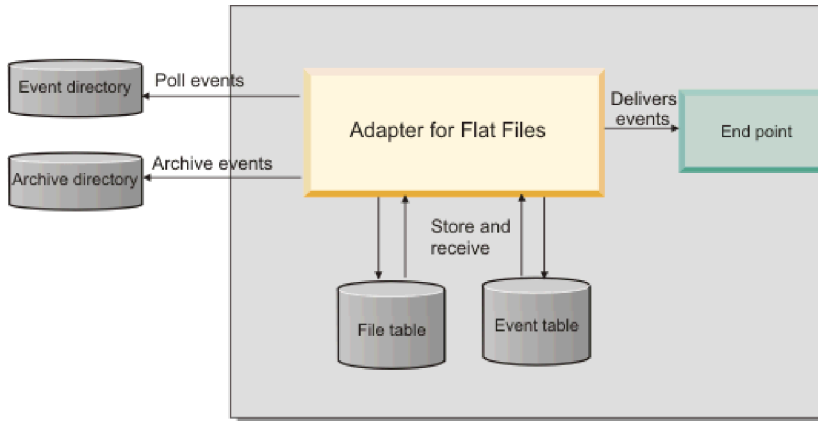 Event directory
Poll events
Archive directory
Archive events
Adapter for Flat Files
Delivers
events
End point
Store and
receive
File table
Event table